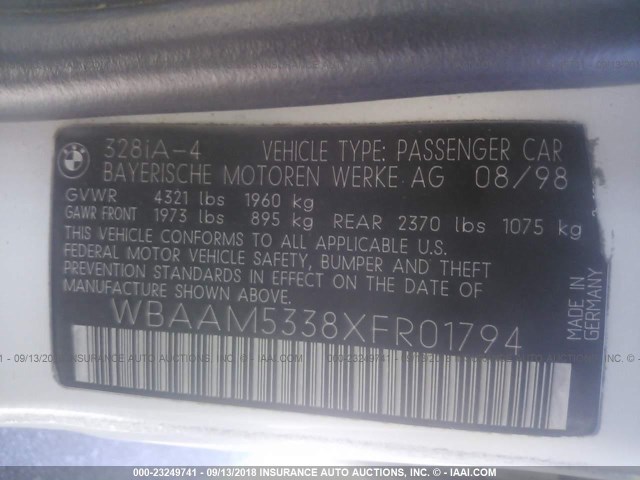 BMW
328iA-4 VEHICLE TYPE: PASSENGER CAR
BAYERISCHE MOTOREN WERKE AG 08/98
GVWR 4321 lbs 1960 kg
GAWR FRONT 1973 lbs 895 kg REAR 2370 lbs 1075 kg
THIS VEHICLE CONFORMS TO ALL APPLICABLE U.S.
FEDERAL MOTOR VEHICLE SAFETY, BUMPER AND THEFT
PREVENTION STANDARDS IN EFFECT ON THE DATE OF
MANUFACTURE SHOWN ABOVE.
WBAAM5338XFR01794
MADE IN
GERMANY
000-23249741 - 09/13/2018 INSURANCE AUTO AUCTIONS, INC. - © IAAI.COM